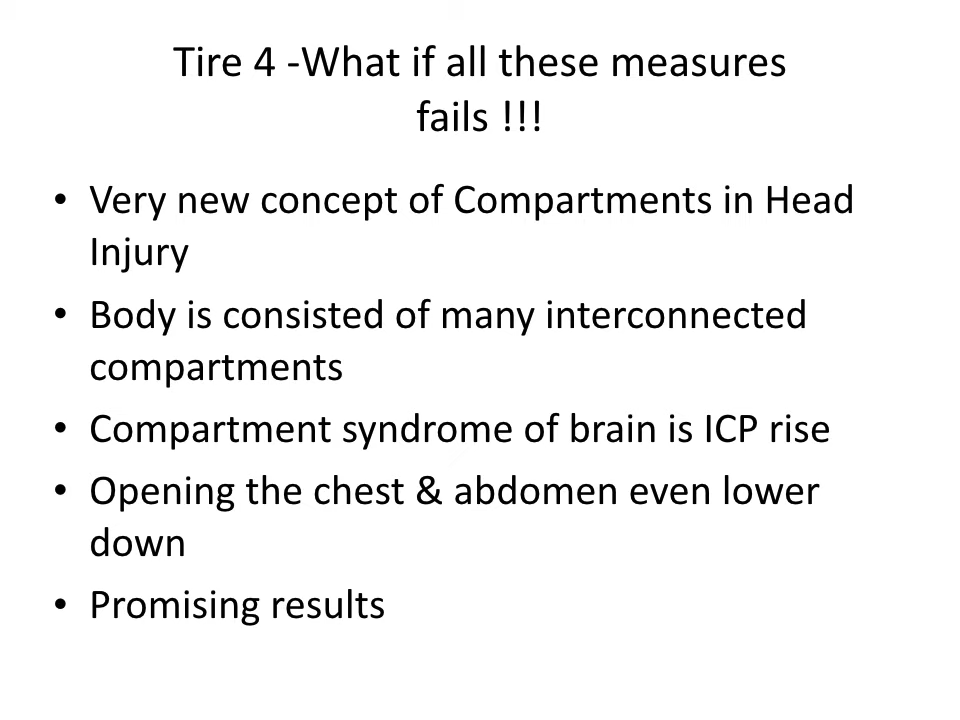 Tire 4 -What if all these measures
fails !!!
• Very new concept of Compartments in Head
Injury
• Body is consisted of many interconnected
compartments
• Compartment syndrome of brain is ICP rise
• Opening the chest & abdomen even lower
down
• Promising results